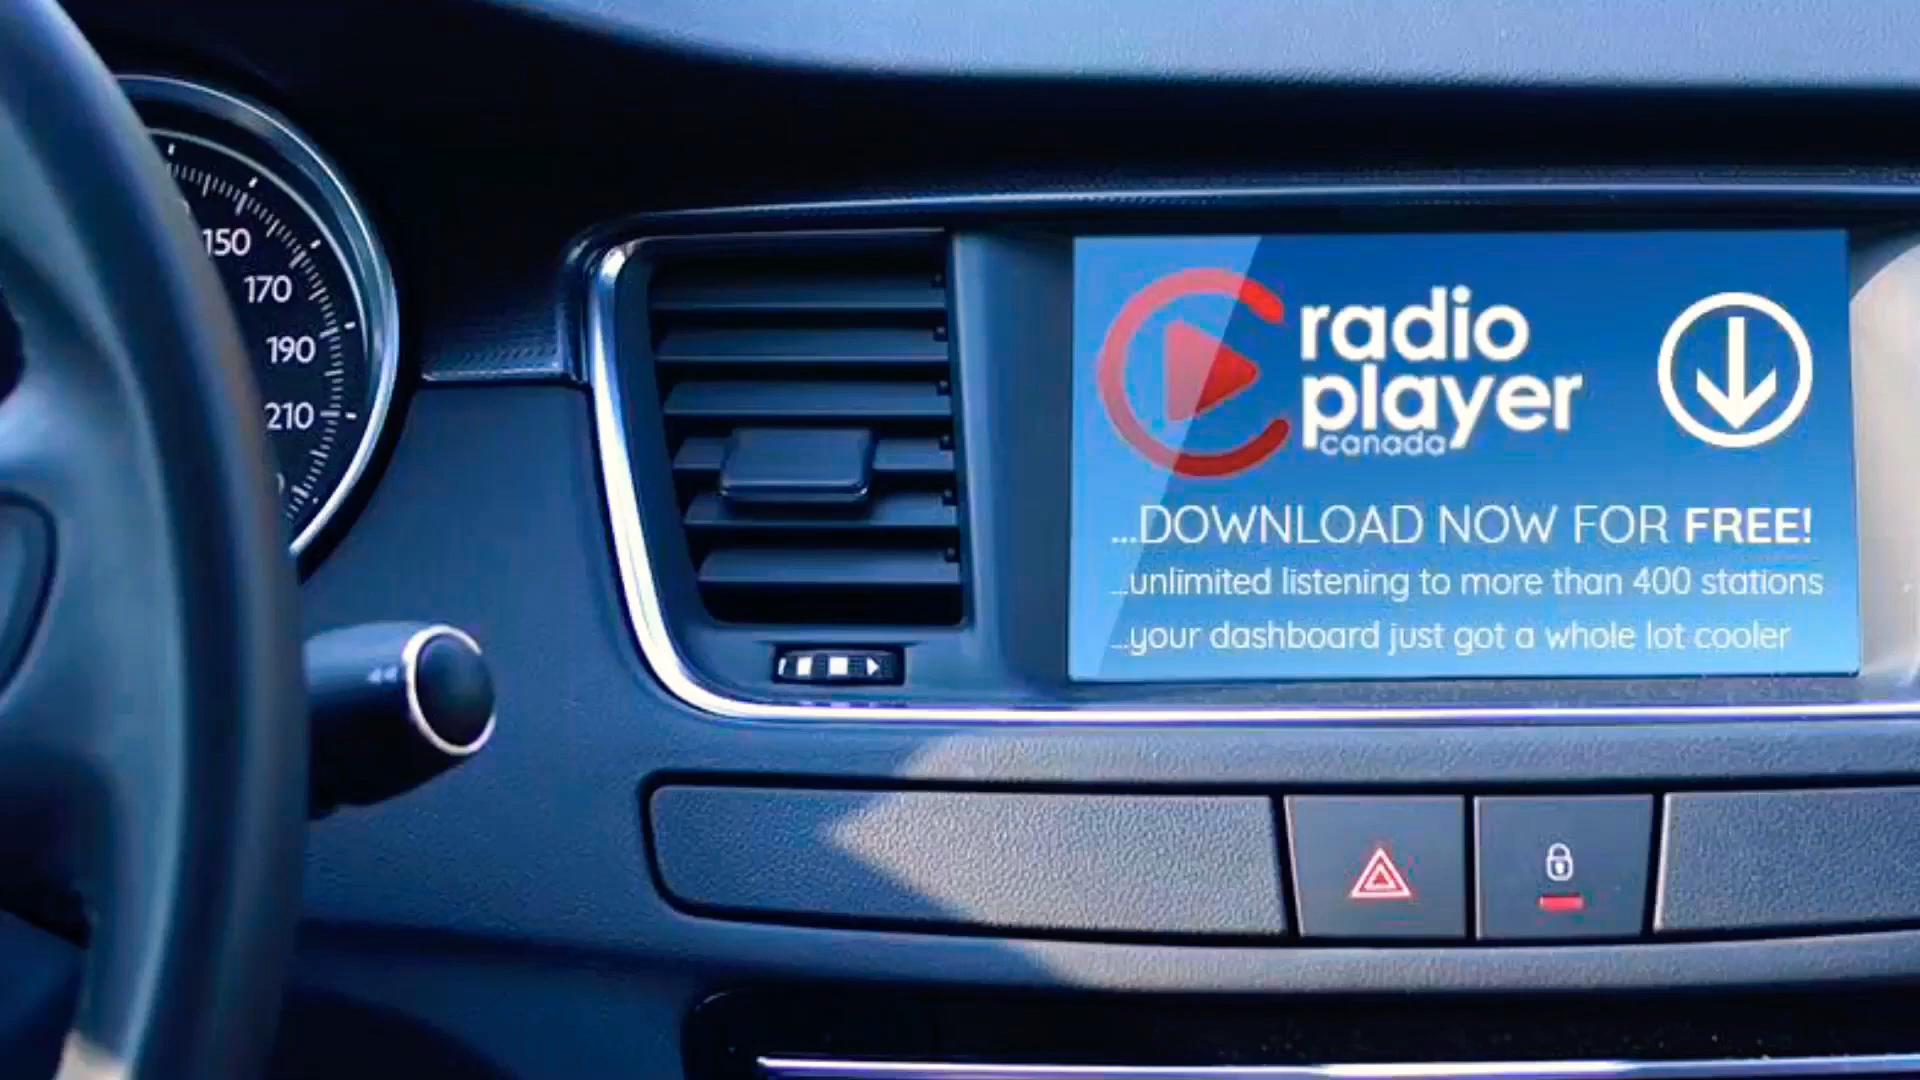 150
170
190
210
radio
player
canada
...DOWNLOAD NOW FOR FREE!
...unlimited listening to more than 400 stations
...your dashboard just got a whole lot cooler